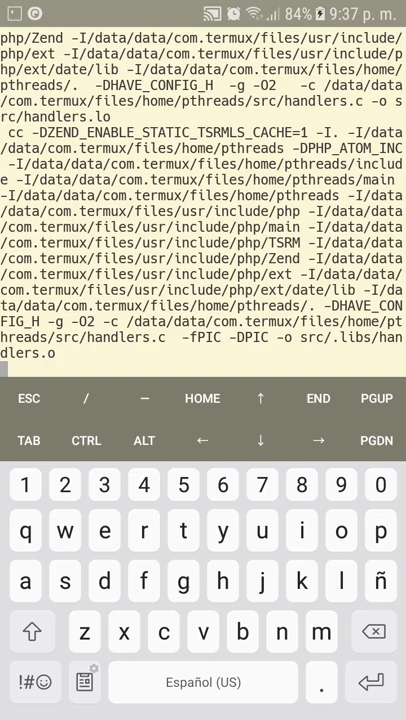 84% 9:37 p. m.
php/Zend -I/data/data/com.termux/files/usr/include/
php/ext -I/data/data/com.termux/files/usr/include/p
hp/ext/date/lib -I/data/data/com.termux/files/home/
pthreads/.  -DHAVE_CONFIG_H  -g -O2   -c /data/data
/com.termux/files/home/pthreads/src/handlers.c -o s
rc/handlers.lo
 cc -DZEND_ENABLE_STATIC_TSRMLS_CACHE=1 -I. -I/data
/data/com.termux/files/home/pthreads -DPHP_ATOM_INC
 -I/data/data/com.termux/files/home/pthreads/includ
e -I/data/data/com.termux/files/home/pthreads/main 
-I/data/data/com.termux/files/home/pthreads -I/data
/data/com.termux/files/usr/include/php -I/data/data
/com.termux/files/usr/include/php/main -I/data/data
/com.termux/files/usr/include/php/TSRM -I/data/data
/com.termux/files/usr/include/php/Zend -I/data/data
/com.termux/files/usr/include/php/ext -I/data/data/
com.termux/files/usr/include/php/ext/date/lib -I/da
ta/data/com.termux/files/home/pthreads/. -DHAVE_CON
FIG_H -g -O2 -c /data/data/com.termux/files/home/pt
hreads/src/handlers.c  -fPIC -DPIC -o src/.libs/han
dlers.o
ESC / — HOME ↑ END PGUP
TAB CTRL ALT ← ↓ → PGDN
1 2 3 4 5 6 7 8 9 0
q w e r t y u i o p
a s d f g h j k l ñ
z x c v b n m
!#☺ Español (US) .